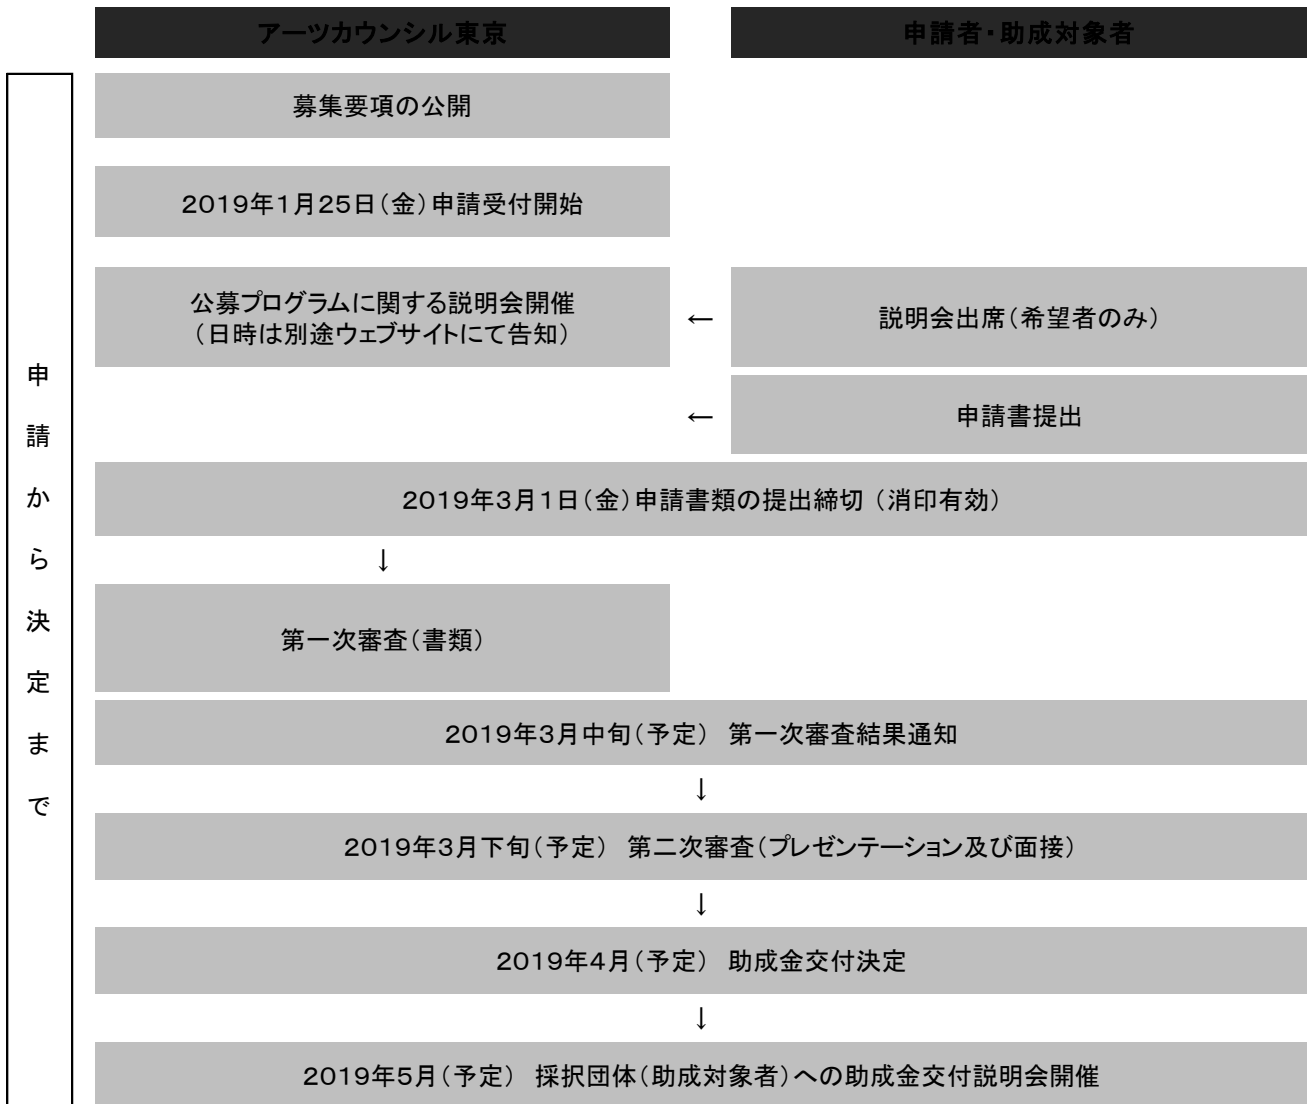 アーツカウンシル東京
申請者・助成対象者
申請から決定まで
募集要項の公開
2019年1月25日(金)申請受付開始
公募プログラムに関する説明会開催
(日時は別途ウェブサイトにて告知)
←
説明会出席(希望者のみ)
←
申請書提出
2019年3月1日(金)申請書類の提出締切 (消印有効)
↓
第一次審査(書類)
2019年3月中旬(予定) 第一次審査結果通知
↓
2019年3月下旬(予定) 第二次審査(プレゼンテーション及び面接)
↓
2019年4月(予定) 助成金交付決定
↓
2019年5月(予定) 採択団体(助成対象者)への助成金交付説明会開催